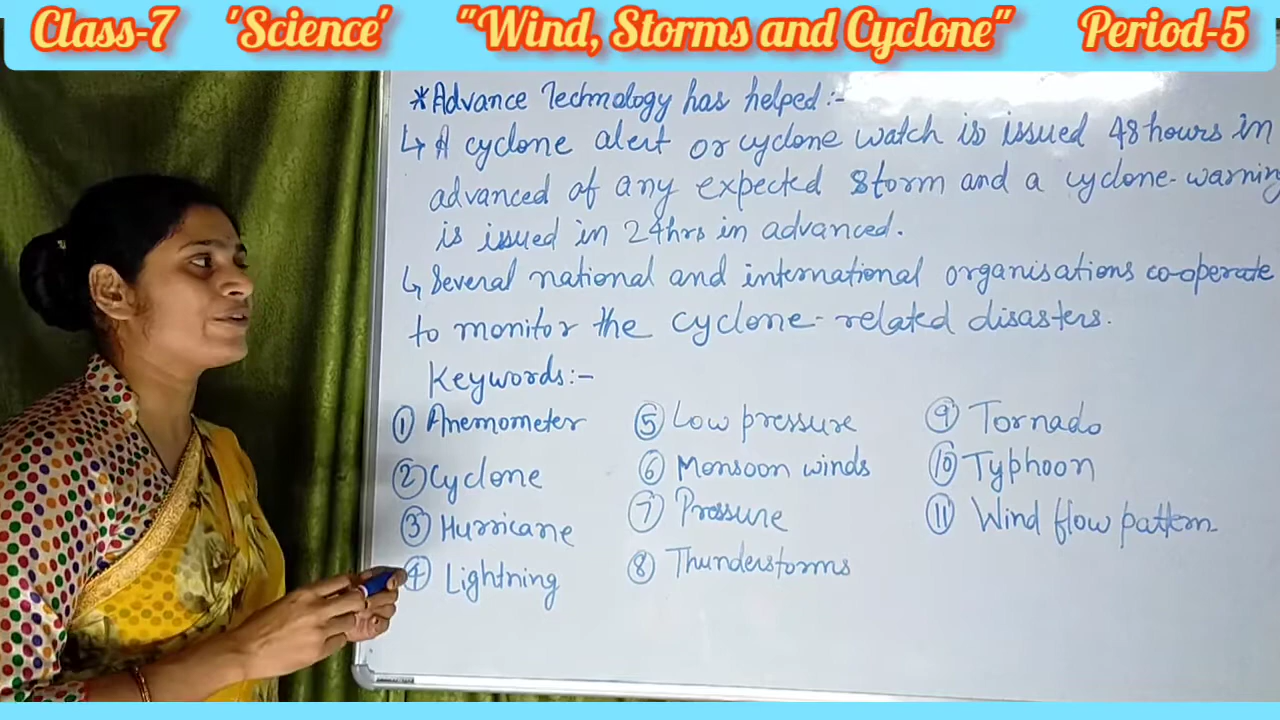 Class-7 'Science' "Wind, Storms and Cyclone" Period-5
*Advance Technology has helped:-
↳ A cyclone alert or cyclone watch is issued 48 hours in
advanced of any expected storm and a cyclone-warning
is issued in 24hrs in advanced.
↳ Several national and international organisations co-operate
to monitor the cyclone-related disasters.
Keywords:-
① Anemometer ⑤ Low pressure ⑨ Tornado
② Cyclone ⑥ Monsoon winds ⑩ Typhoon
③ Hurricane ⑦ Pressure ⑪ Wind flow pattern
④ Lightning ⑧ Thunderstorms